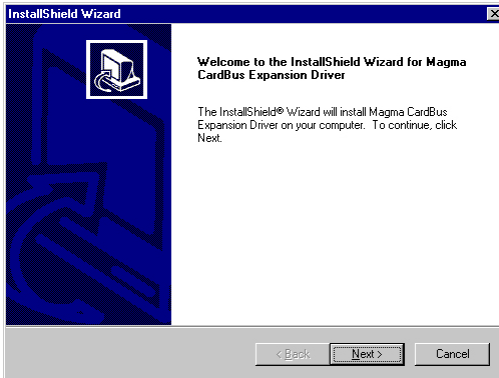 InstallShield Wizard
Welcome to the InstallShield Wizard for Magma
CardBus Expansion Driver
The InstallShield® Wizard will install Magma CardBus
Expansion Driver on your computer. To continue, click
Next.
< Back
Next >
Cancel